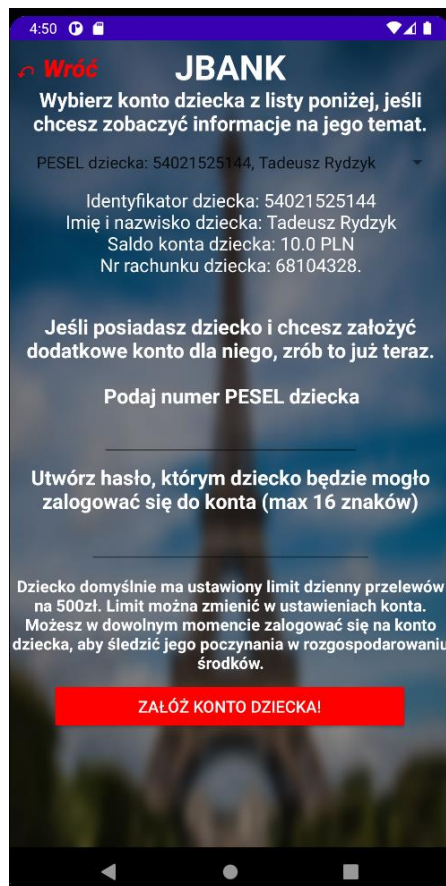 4:50
Wróć
JBANK
Wybierz konto dziecka z listy poniżej, jeśli
chcesz zobaczyć informacje na jego temat.
PESEL dziecka: 54021525144, Tadeusz Rydzyk
Identyfikator dziecka: 54021525144
Imię i nazwisko dziecka: Tadeusz Rydzyk
Saldo konta dziecka: 10.0 PLN
Nr rachunku dziecka: 68104328.
Jeśli posiadasz dziecko i chcesz założyć
dodatkowe konto dla niego, zrób to już teraz.
Podaj numer PESEL dziecka
Utwórz hasło, którym dziecko będzie mogło
zalogować się do konta (max 16 znaków)
Dziecko domyślnie ma ustawiony limit dzienny przelewów
na 500zł. Limit można zmienić w ustawieniach konta.
Możesz w dowolnym momencie zalogować się na konto
dziecka, aby śledzić jego poczynania w rozgospodarowaniu
środków.
ZAŁÓŻ KONTO DZIECKA!